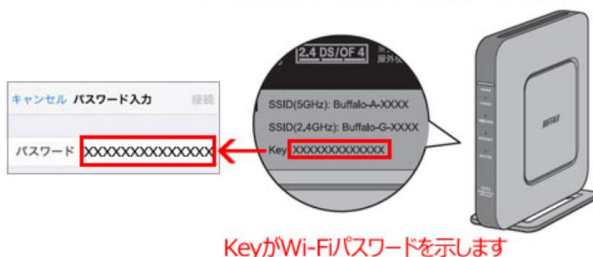 2.4 DS/OF 4
キャンセル パスワード入力 接続
SSID(5GHz): Buffalo-A-XXXX
SSID(2.4GHz): Buffalo-G-XXXX
パスワード XXXXXXXXXXXXXX
Key XXXXXXXXXXXXX
BUFFALO
KeyがWi-Fiパスワードを示します